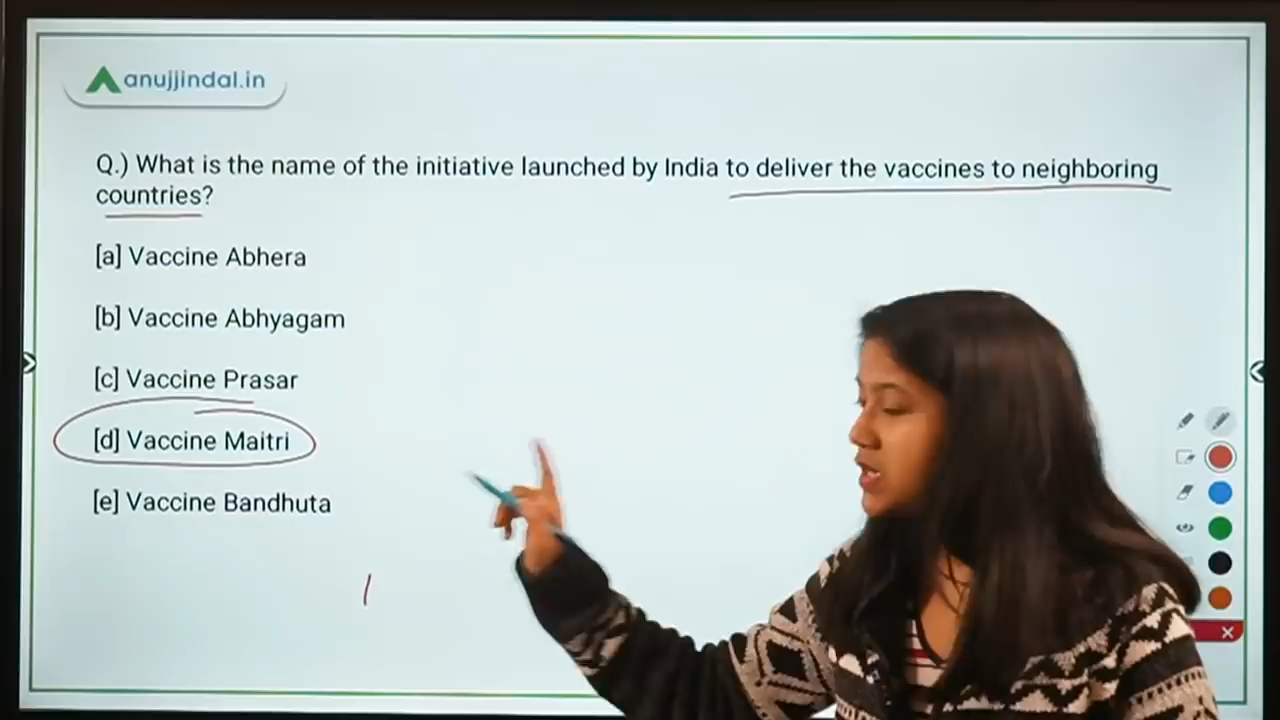 anujjindal.in
Q.) What is the name of the initiative launched by India to deliver the vaccines to neighboring
countries?
[a] Vaccine Abhera
[b] Vaccine Abhyagam
[c] Vaccine Prasar
[d] Vaccine Maitri
[e] Vaccine Bandhuta